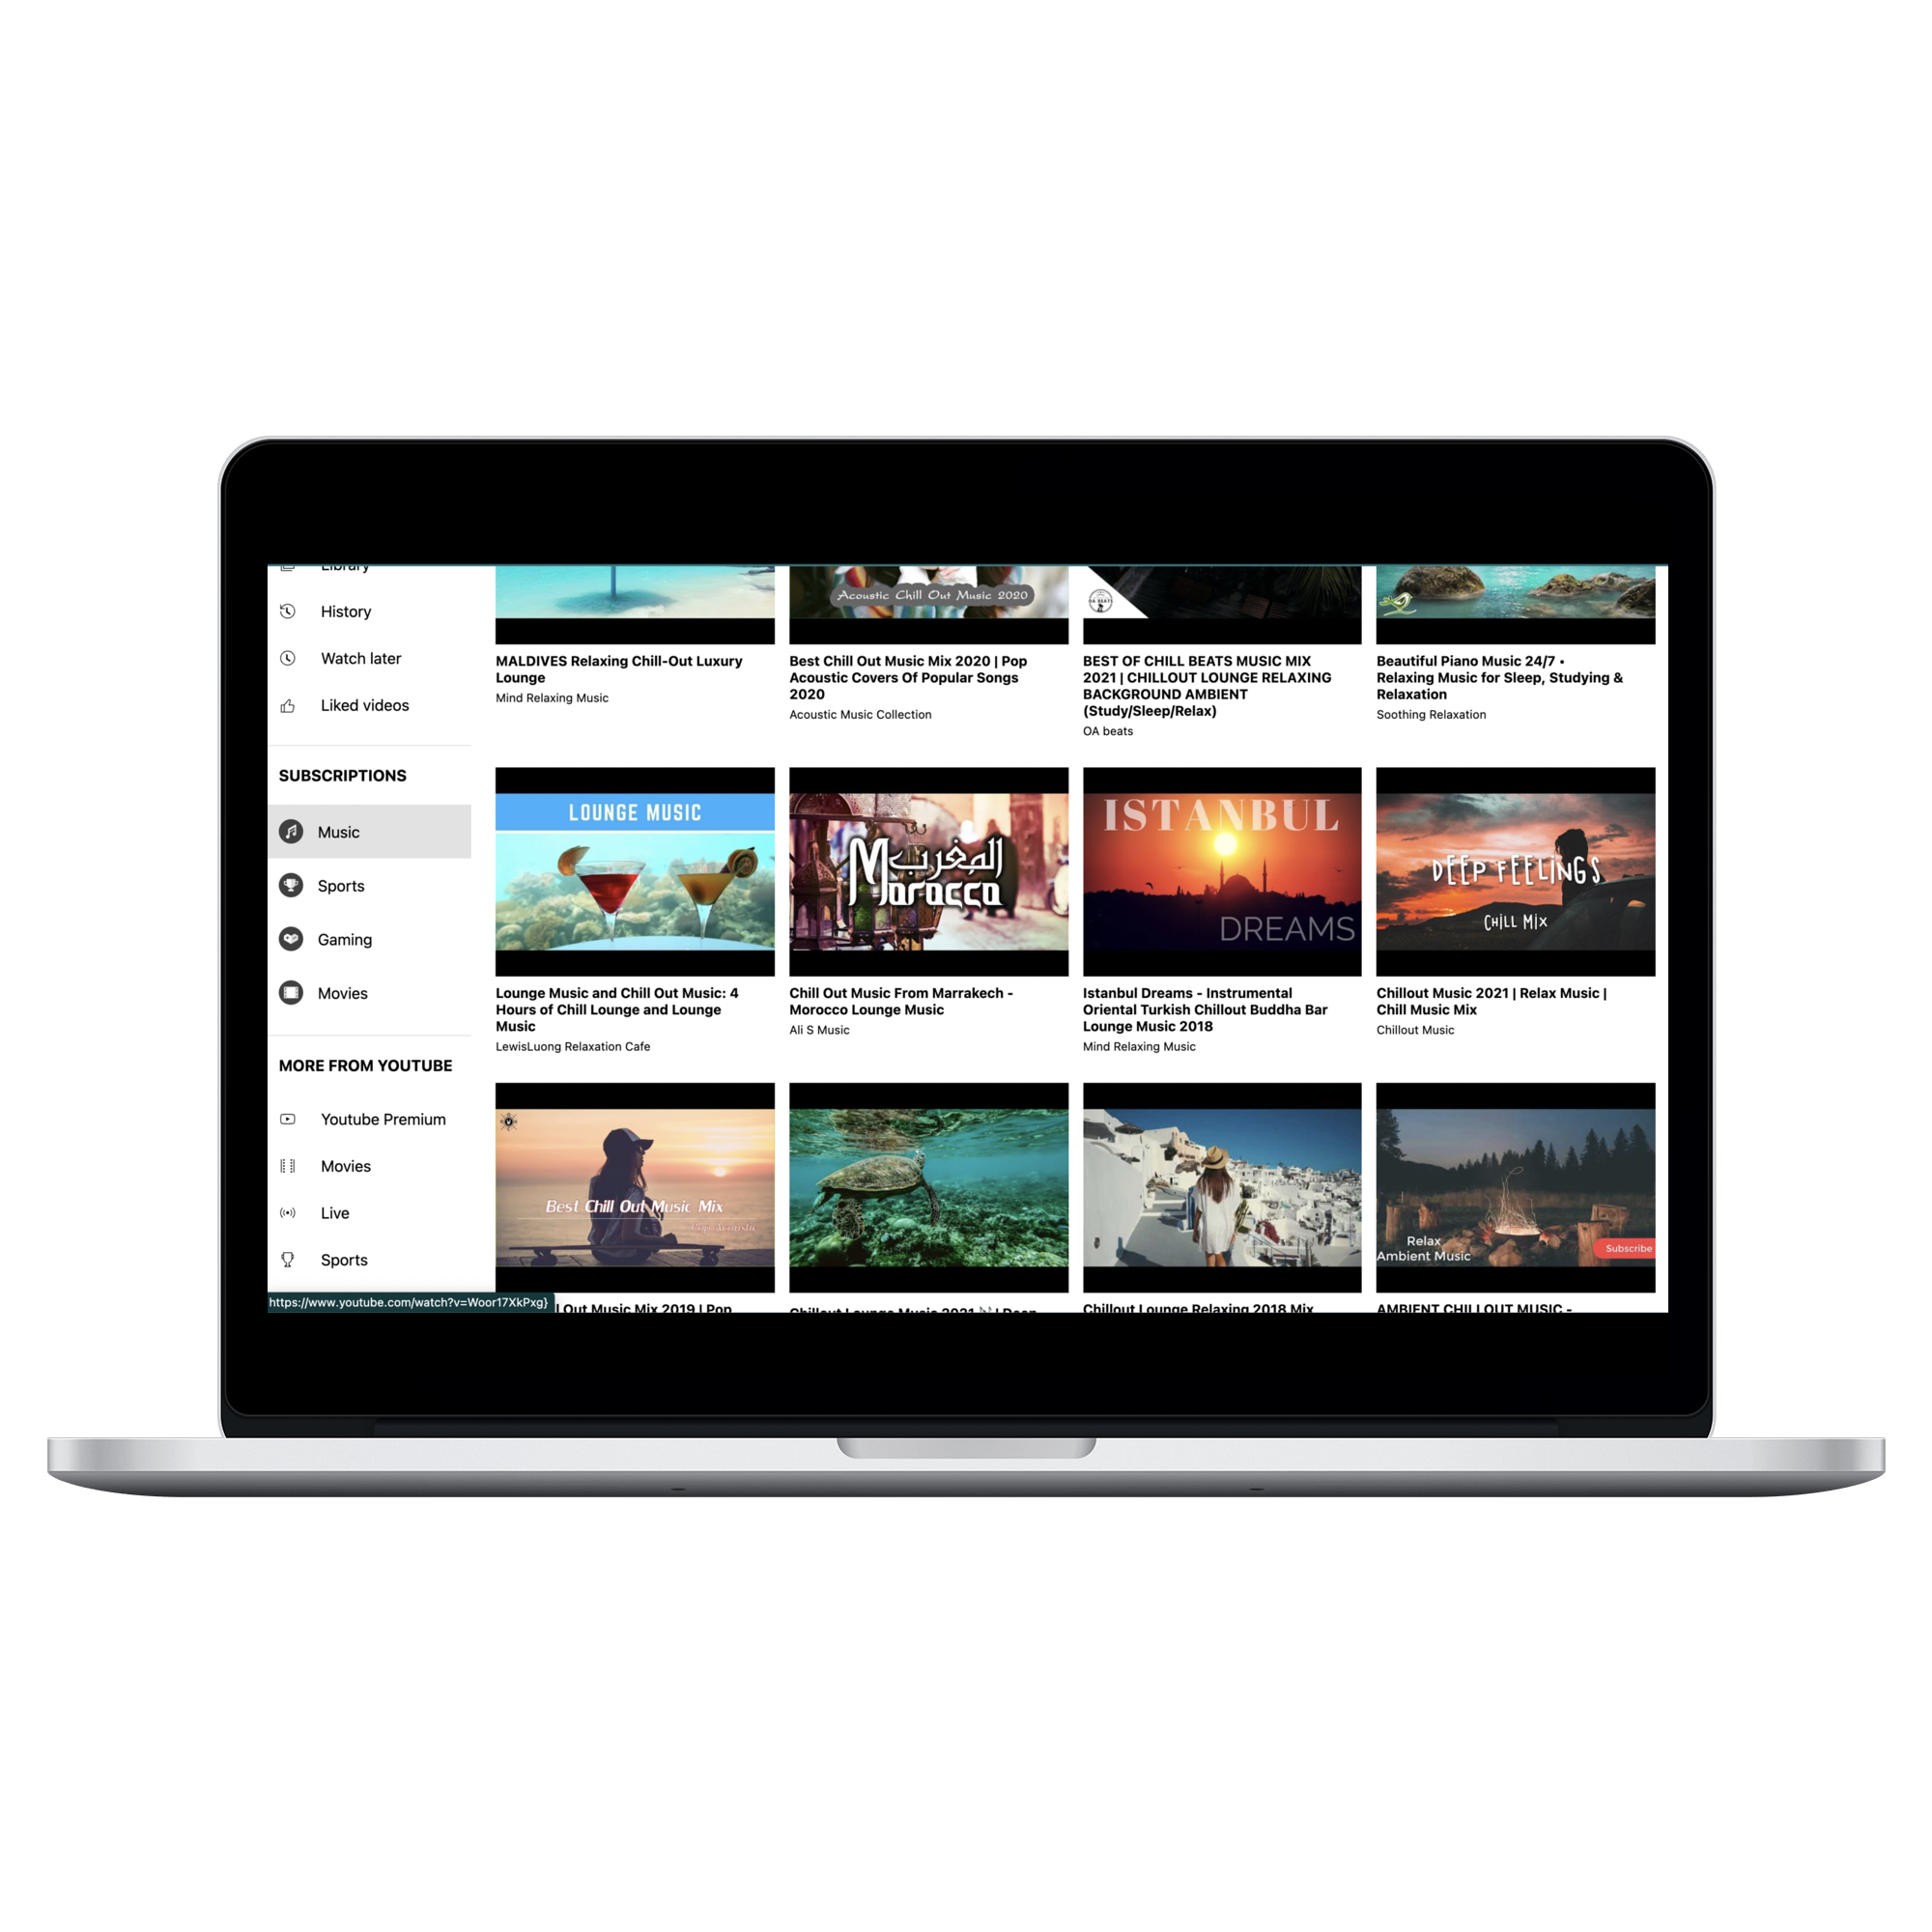 Library
History
Watch later
Liked videos
SUBSCRIPTIONS
Music
Sports
Gaming
Movies
MORE FROM YOUTUBE
Youtube Premium
Movies
Live
Sports
https://www.youtube.com/watch?v=Woor17XkPxg}
MALDIVES Relaxing Chill-Out Luxury
Lounge
Mind Relaxing Music
Acoustic Chill Out Music 2020
Best Chill Out Music Mix 2020 | Pop
Acoustic Covers Of Popular Songs
2020
Acoustic Music Collection
OA BEATS
BEST OF CHILL BEATS MUSIC MIX
2021 | CHILLOUT LOUNGE RELAXING
BACKGROUND AMBIENT
(Study/Sleep/Relax)
OA beats
Beautiful Piano Music 24/7 •
Relaxing Music for Sleep, Studying &
Relaxation
Soothing Relaxation
LOUNGE MUSIC
Lounge Music and Chill Out Music: 4
Hours of Chill Lounge and Lounge
Music
LewisLuong Relaxation Cafe
المغرب
Morocco
Chill Out Music From Marrakech -
Morocco Lounge Music
Ali S Music
ISTANBUL
DREAMS
Istanbul Dreams - Instrumental
Oriental Turkish Chillout Buddha Bar
Lounge Music 2018
Mind Relaxing Music
DEEP FEELINGS
CHILL MIX
Chillout Music 2021 | Relax Music |
Chill Music Mix
Chillout Music
Best Chill Out Music Mix
Pop Acoustic
Out Music Mix 2019 | Pop
Chillout Lounge Music 2021 | Deep
Chillout Lounge Relaxing 2018 Mix
Relax
Ambient Music
Subscribe
AMBIENT CHILLOUT MUSIC -